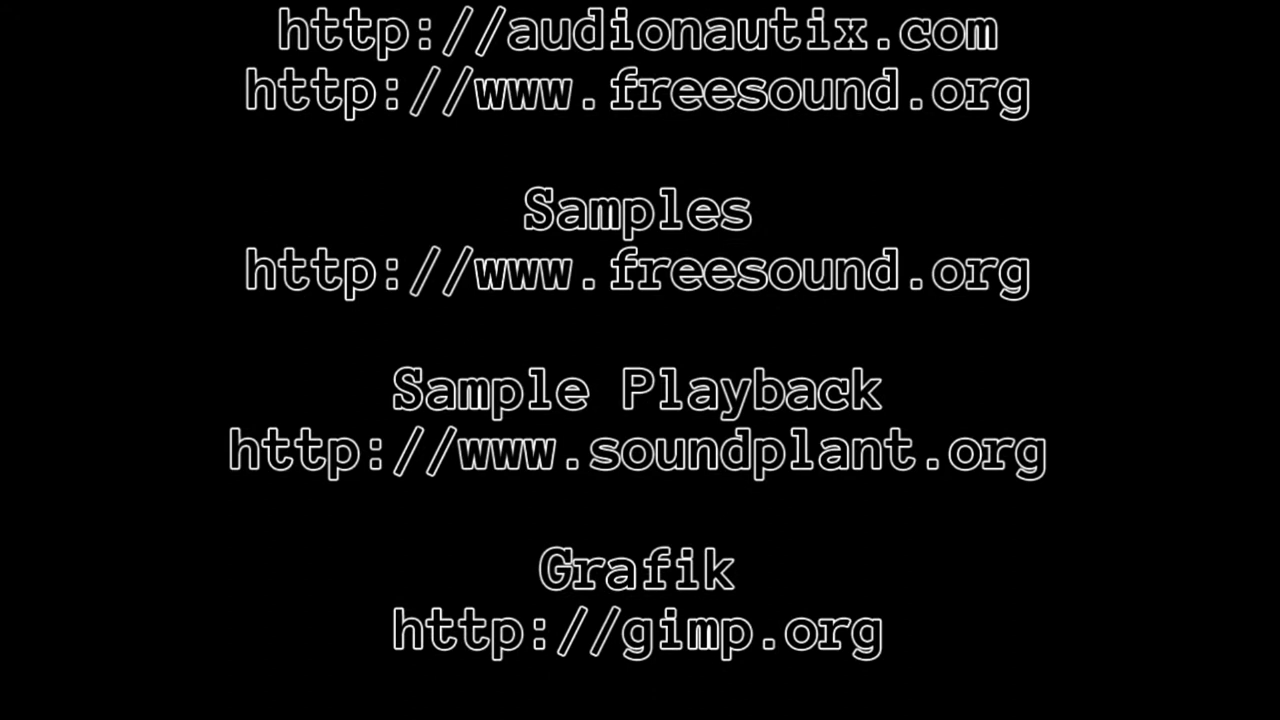 http://audionautix.com
http://www.freesound.org
Samples
http://www.freesound.org
Sample Playback
http://www.soundplant.org
Grafik
http://gimp.org